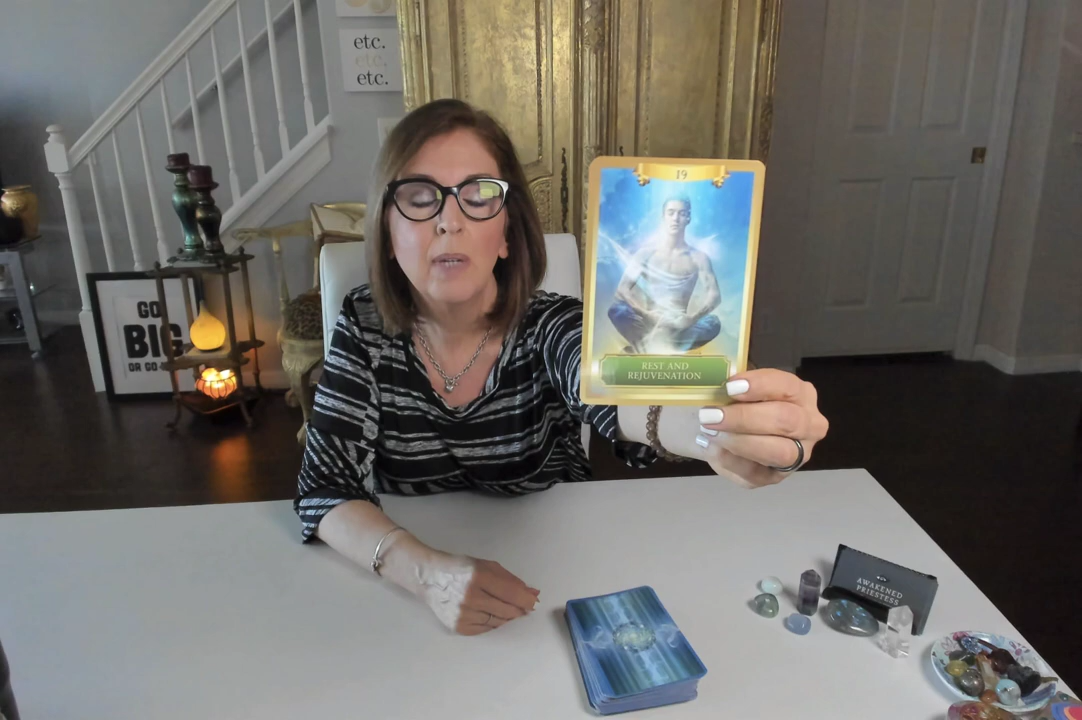 etc.
etc.
etc.
19
REST AND
REJUVENATION
GO
BIG
OR GO
AWAKENED
PRIESTESS